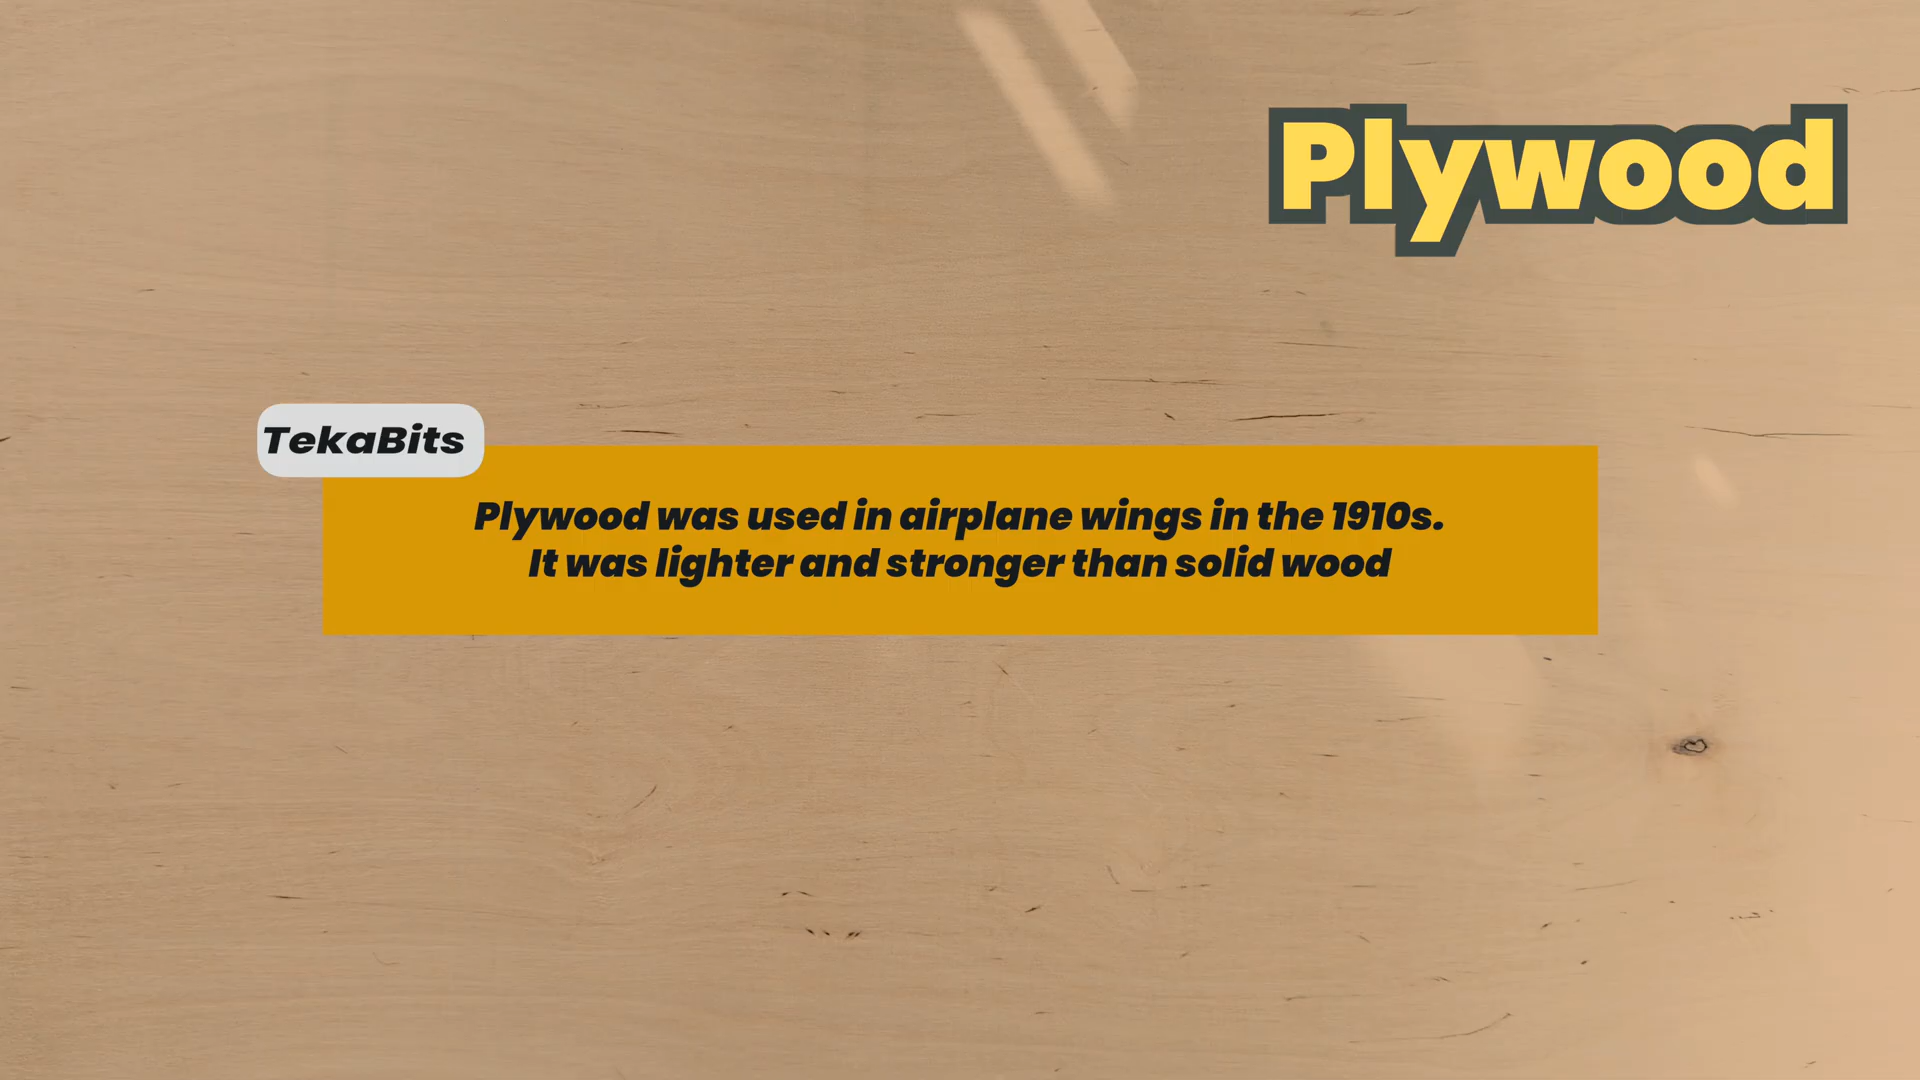 Plywood
TekaBits
Plywood was used in airplane wings in the 1910s.
It was lighter and stronger than solid wood